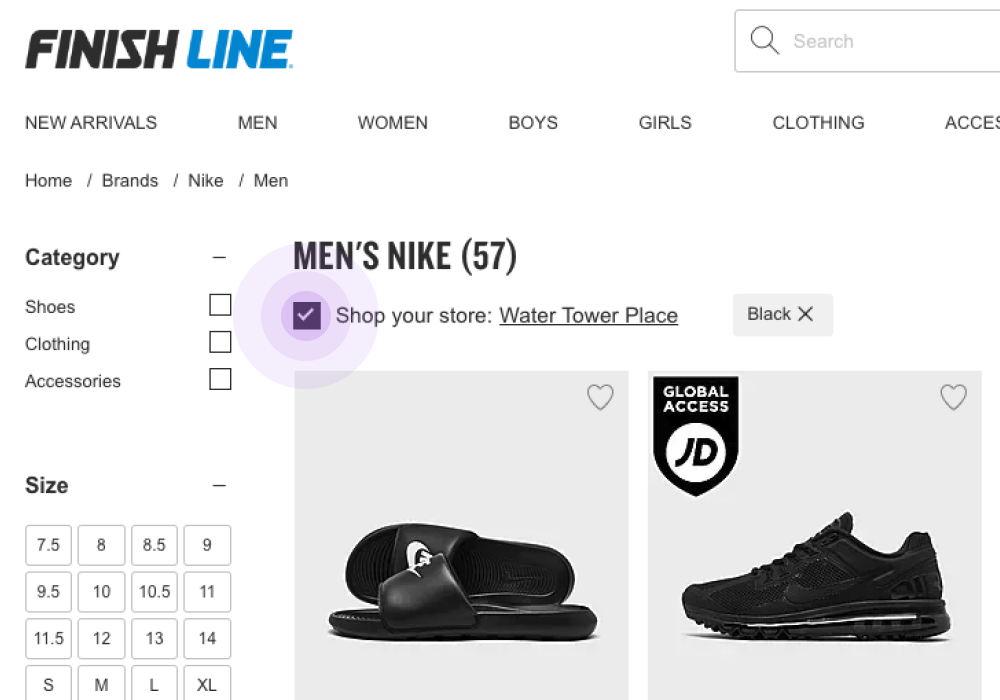 FINISH LINE
Search
NEW ARRIVALS MEN WOMEN BOYS GIRLS CLOTHING ACCES
Home / Brands / Nike / Men
Category –
MEN'S NIKE (57)
Shoes
Shop your store: Water Tower Place
Black X
Clothing
Accessories
GLOBAL
ACCESS
JD
Size –
7.5 8 8.5 9
9.5 10 10.5 11
11.5 12 13 14
S M L XL